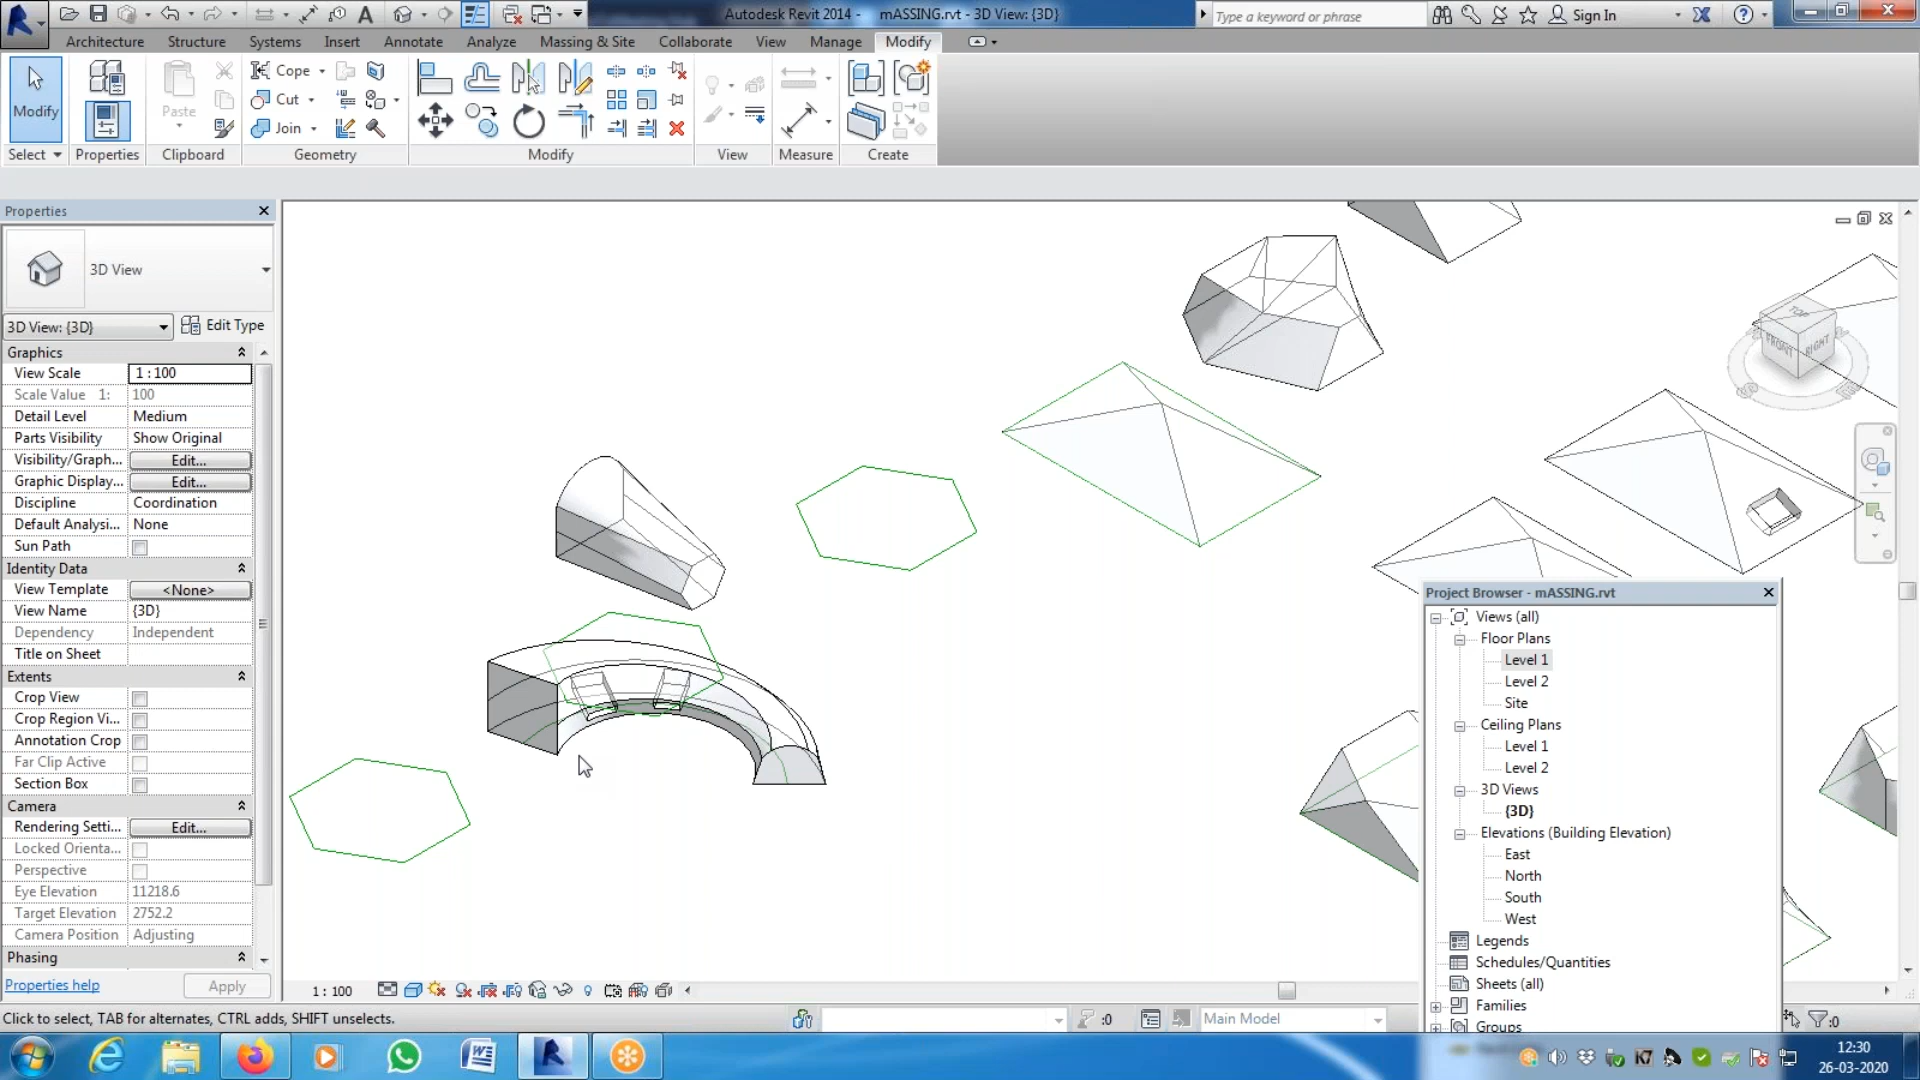 Autodesk Revit 2014 -    mASSING.rvt - 3D View: {3D}
Type a keyword or phrase
Sign In
Architecture Structure Systems Insert Annotate Analyze Massing & Site Collaborate View Manage Modify
Modify
Paste
Cope
Cut
Join
Select Properties Clipboard Geometry Modify View Measure Create
Properties
3D View
3D View: {3D}
Edit Type
Graphics
View Scale 1 : 100
Scale Value 1: 100
Detail Level Medium
Parts Visibility Show Original
Visibility/Graph... Edit...
Graphic Display... Edit...
Discipline Coordination
Default Analysi... None
Sun Path
Identity Data
View Template <None>
View Name {3D}
Dependency Independent
Title on Sheet
Extents
Crop View
Crop Region Vi...
Annotation Crop
Far Clip Active
Section Box
Camera
Rendering Setti... Edit...
Locked Orienta...
Perspective
Eye Elevation 11218.6
Target Elevation 2752.2
Camera Position Adjusting
Phasing
Properties help
Apply
TOP
FRONT
RIGHT
Project Browser - mASSING.rvt
Views (all)
Floor Plans
Level 1
Level 2
Site
Ceiling Plans
Level 1
Level 2
3D Views
{3D}
Elevations (Building Elevation)
East
North
South
West
Legends
Schedules/Quantities
Sheets (all)
Families
Groups
1 : 100
Click to select, TAB for alternates, CTRL adds, SHIFT unselects.
:0
Main Model
:0
12:30
26-03-2020